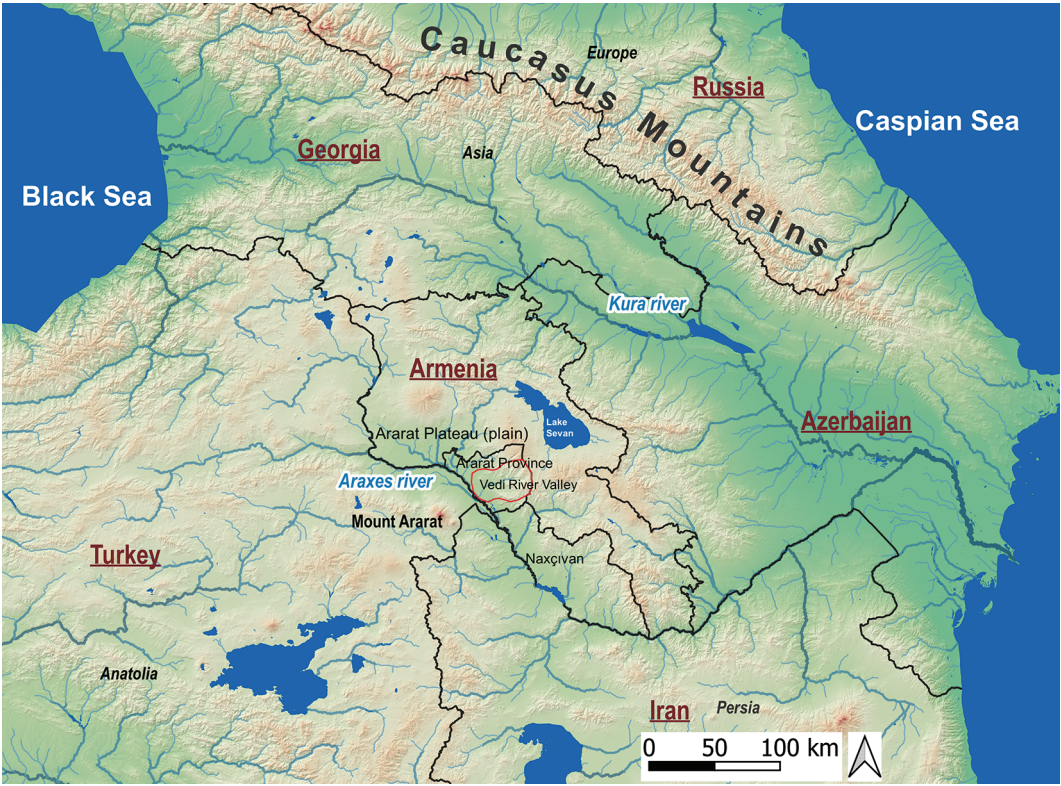 Caucasus Mountains
Europe
Russia
Caspian Sea
Georgia
Asia
Black Sea
Kura river
Armenia
Lake
Sevan
Azerbaijan
Ararat Plateau (plain)
Ararat Province
Araxes river
Vedi River Valley
Mount Ararat
Turkey
Naxçıvan
Anatolia
Iran
Persia
0 50 100 km